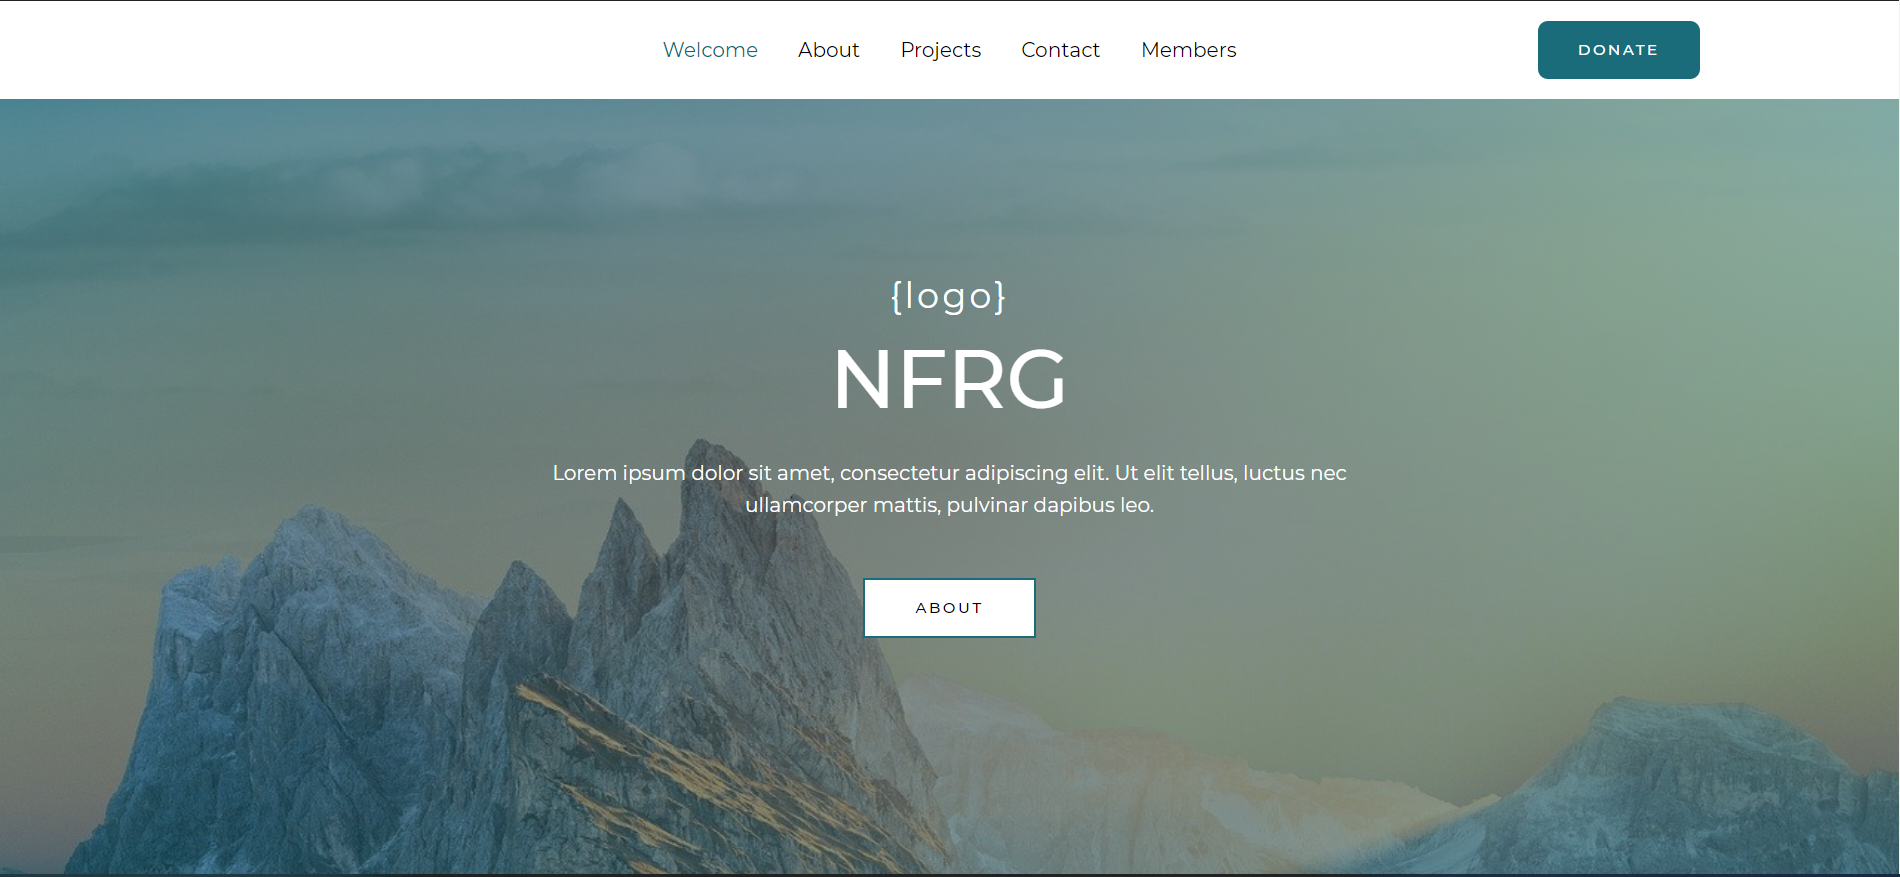 Welcome About Projects Contact Members DONATE
{logo}
NFRG
Lorem ipsum dolor sit amet, consectetur adipiscing elit. Ut elit tellus, luctus nec
ullamcorper mattis, pulvinar dapibus leo.
ABOUT